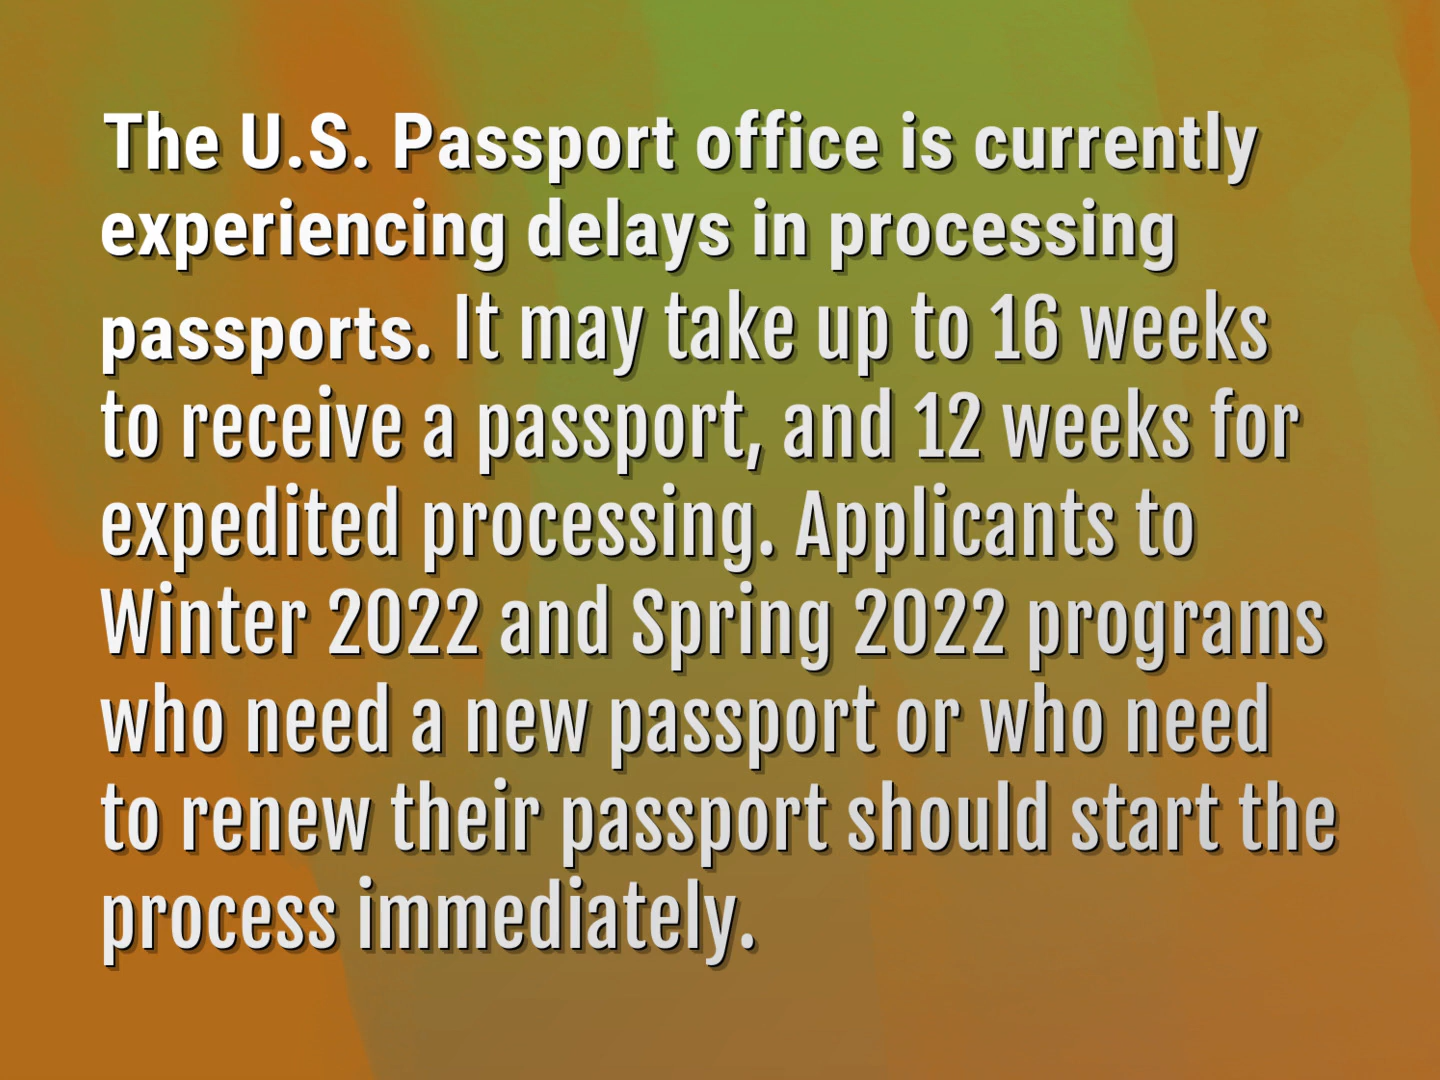 The U.S. Passport office is currently
experiencing delays in processing
passports. It may take up to 16 weeks
to receive a passport, and 12 weeks for
expedited processing. Applicants to
Winter 2022 and Spring 2022 programs
who need a new passport or who need
to renew their passport should start the
process immediately.